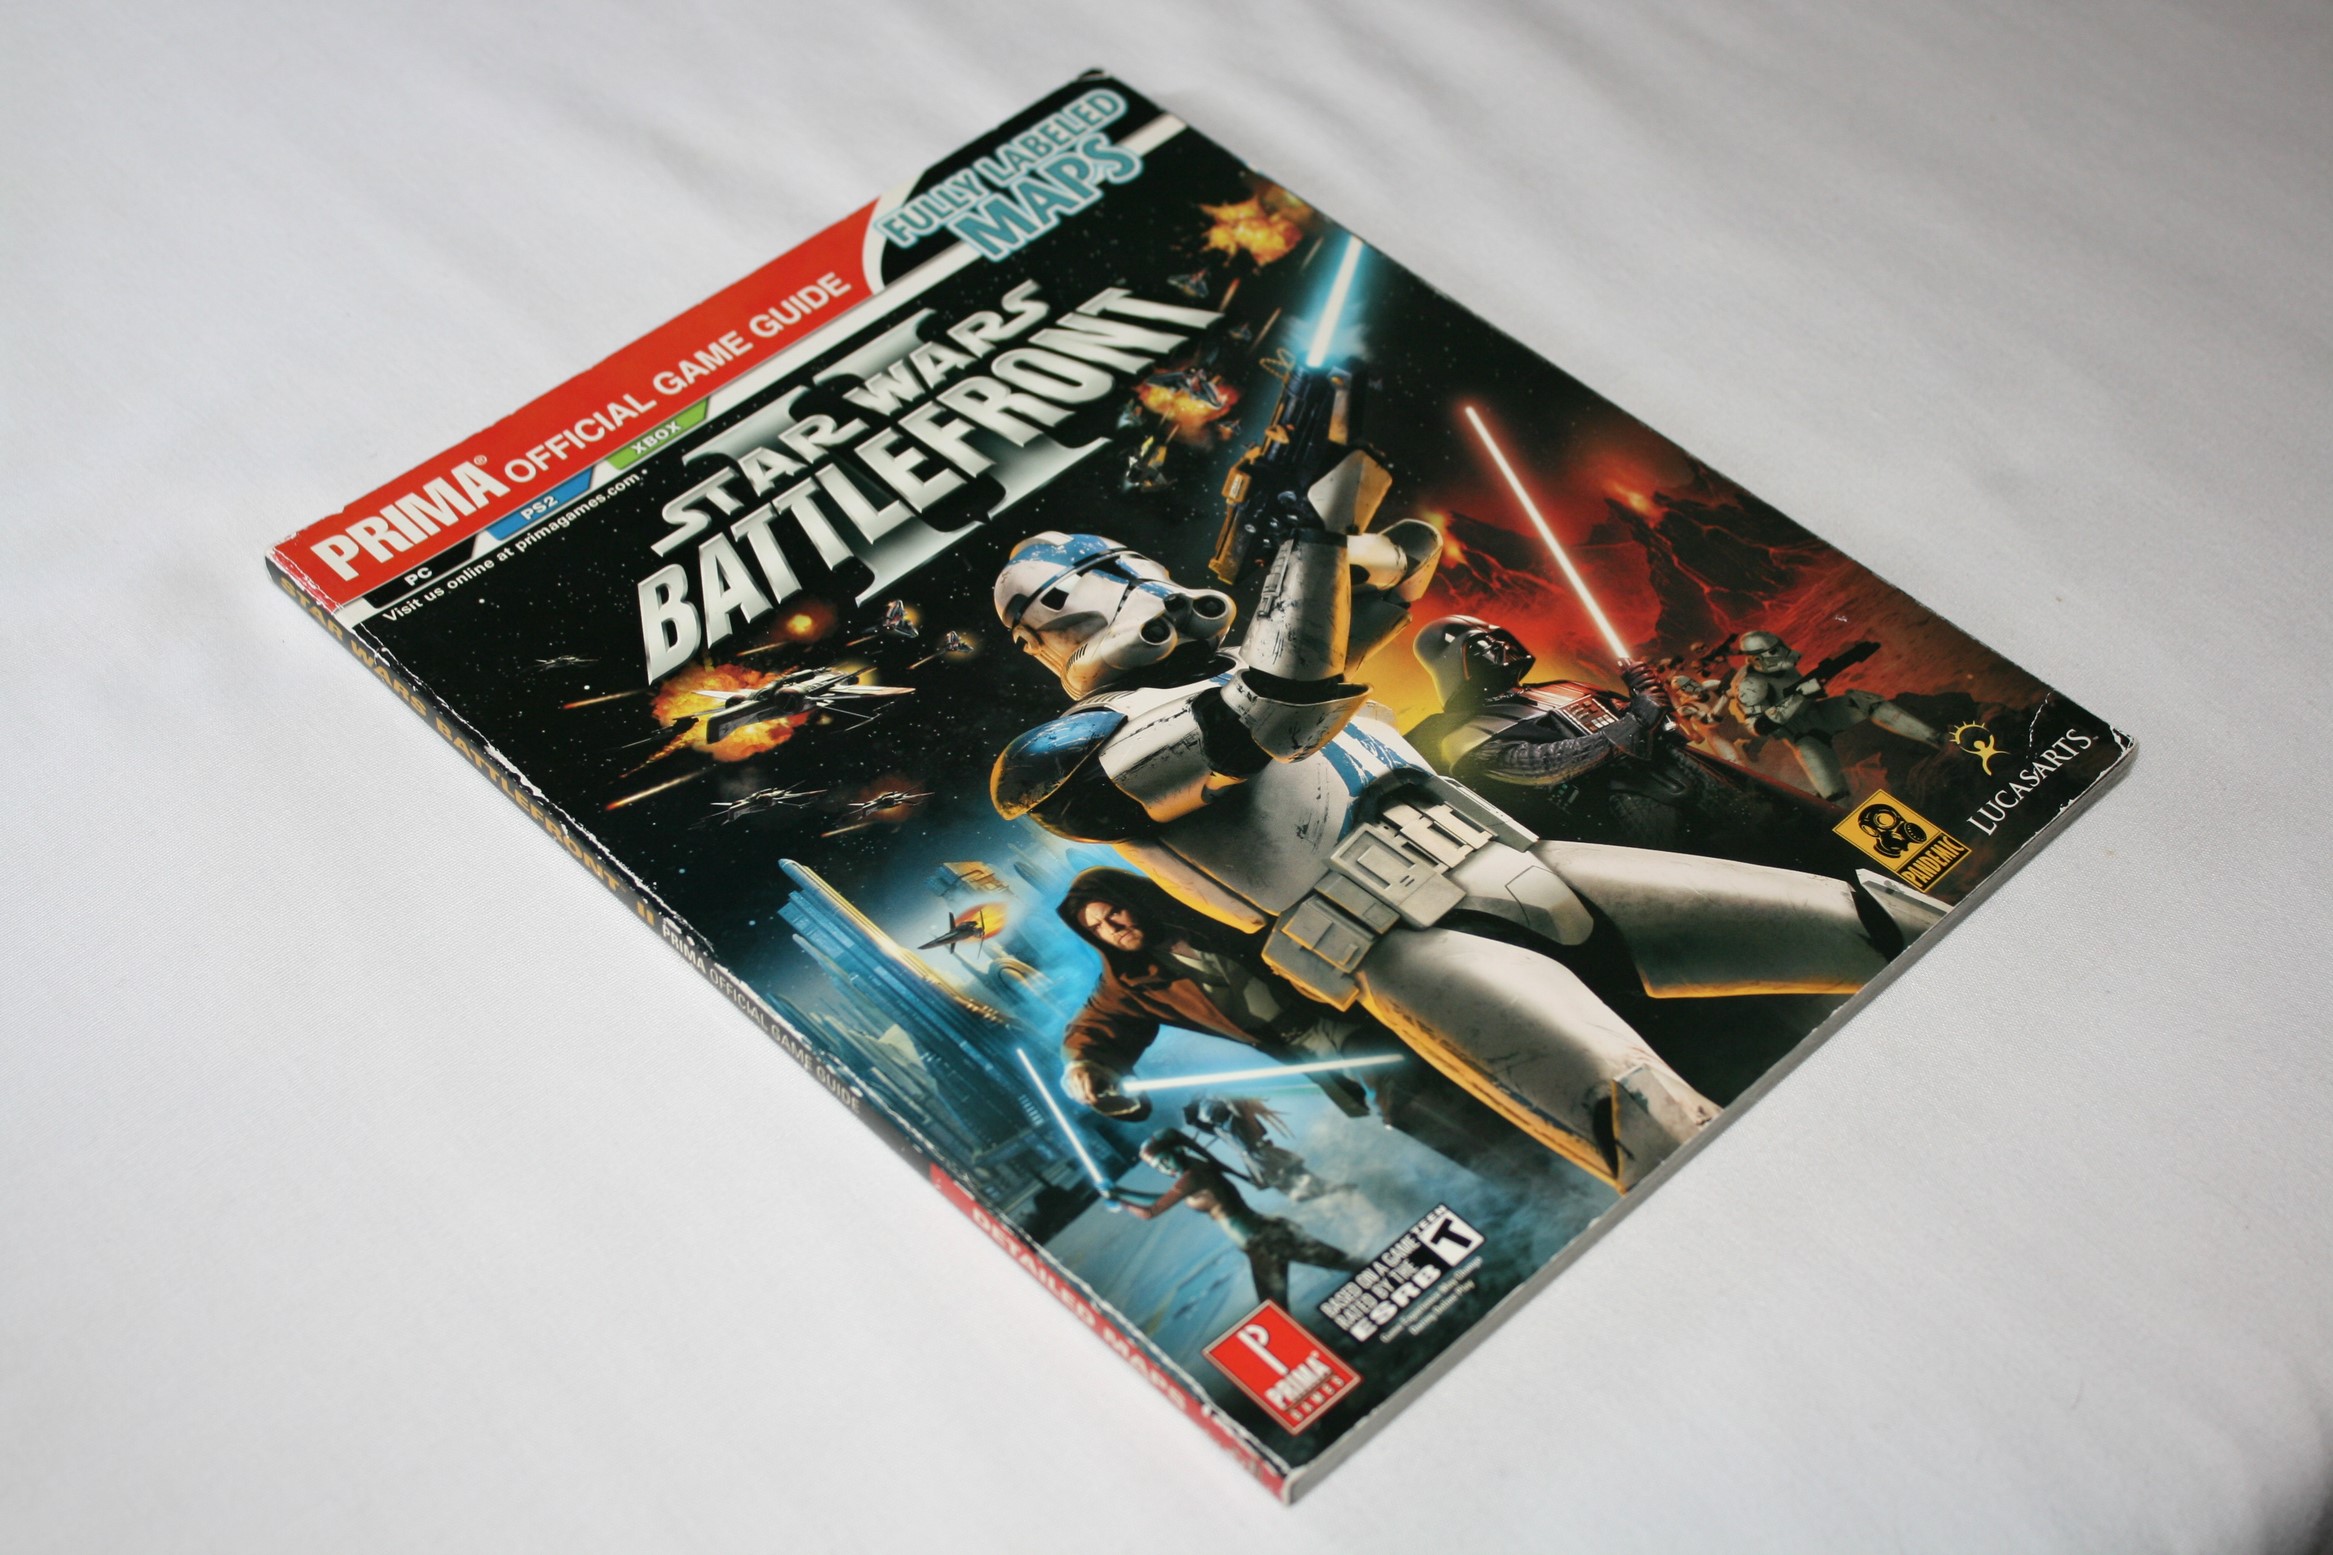 FULLY LABELED
MAPS
PRIMA® OFFICIAL GAME GUIDE
PC PS2 XBOX
Visit us online at primagames.com
II
STAR WARS
BATTLEFRONT
LUCASARTS
PANDEMIC
TEEN
T
BASED ON A GAME
RATED BY THE
ESRB
P
PRIMA®
GAMES
STAR WARS BATTLEFRONT II PRIMA OFFICIAL GAME GUIDE DETAILED MAPS